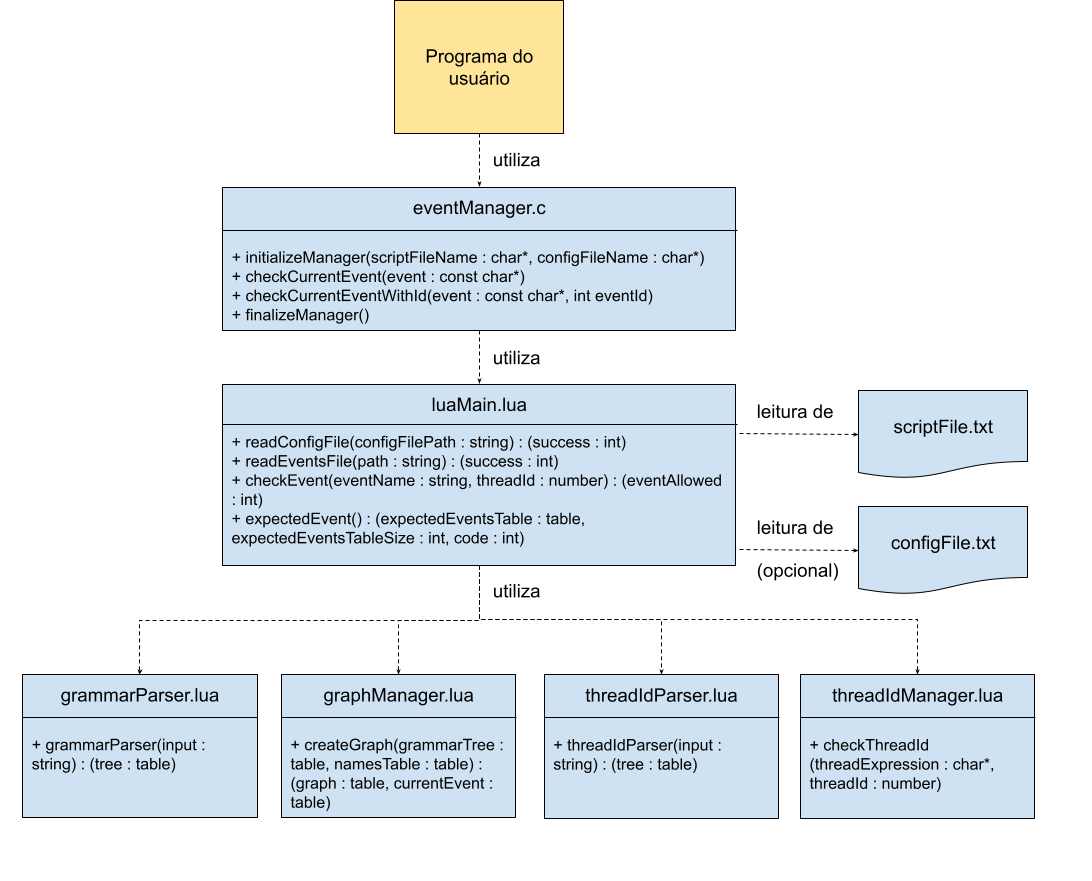 Programa do
usuário
utiliza
eventManager.c
+ initializeManager(scriptFileName : char*, configFileName : char*)
+ checkCurrentEvent(event : const char*)
+ checkCurrentEventWithId(event : const char*, int eventId)
+ finalizeManager()
utiliza
luaMain.lua
+ readConfigFile(configFilePath : string) : (success : int)
+ readEventsFile(path : string) : (success : int)
+ checkEvent(eventName : string, threadId : number) : (eventAllowed
: int)
+ expectedEvent() : (expectedEventsTable : table,
expectedEventsTableSize : int, code : int)
leitura de
scriptFile.txt
leitura de
(opcional)
configFile.txt
utiliza
grammarParser.lua
+ grammarParser(input :
string) : (tree : table)
graphManager.lua
+ createGraph(grammarTree :
table, namesTable : table) :
(graph : table, currentEvent :
table)
threadIdParser.lua
+ threadIdParser(input :
string) : (tree : table)
threadIdManager.lua
+ checkThreadId
(threadExpression : char*,
threadId : number)